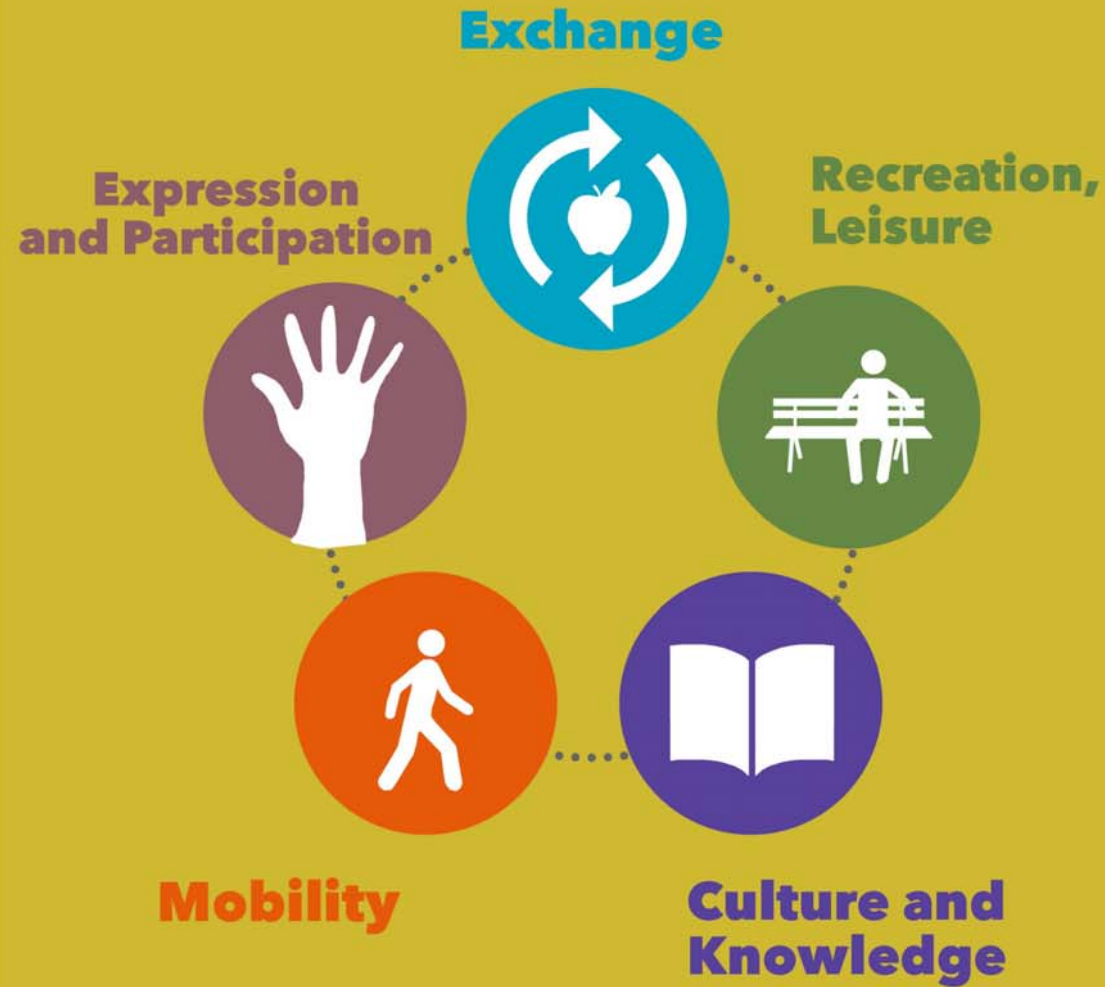 Exchange
Expression
and Participation
Recreation,
Leisure
Mobility
Culture and
Knowledge